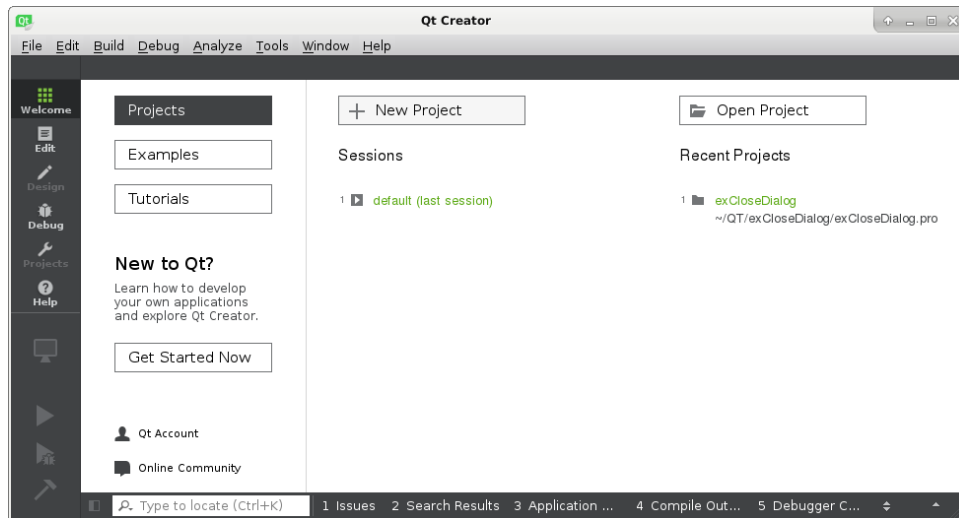 Qt Creator
File Edit Build Debug Analyze Tools Window Help
Welcome
Edit
Design
Debug
Projects
Help
Projects
Examples
Tutorials
New to Qt?
Learn how to develop
your own applications
and explore Qt Creator.
Get Started Now
Qt Account
Online Community
+ New Project
Sessions
1 default (last session)
Open Project
Recent Projects
1 exCloseDialog
~/QT/exCloseDialog/exCloseDialog.pro
Type to locate (Ctrl+K) 1 Issues 2 Search Results 3 Application ... 4 Compile Out... 5 Debugger C...